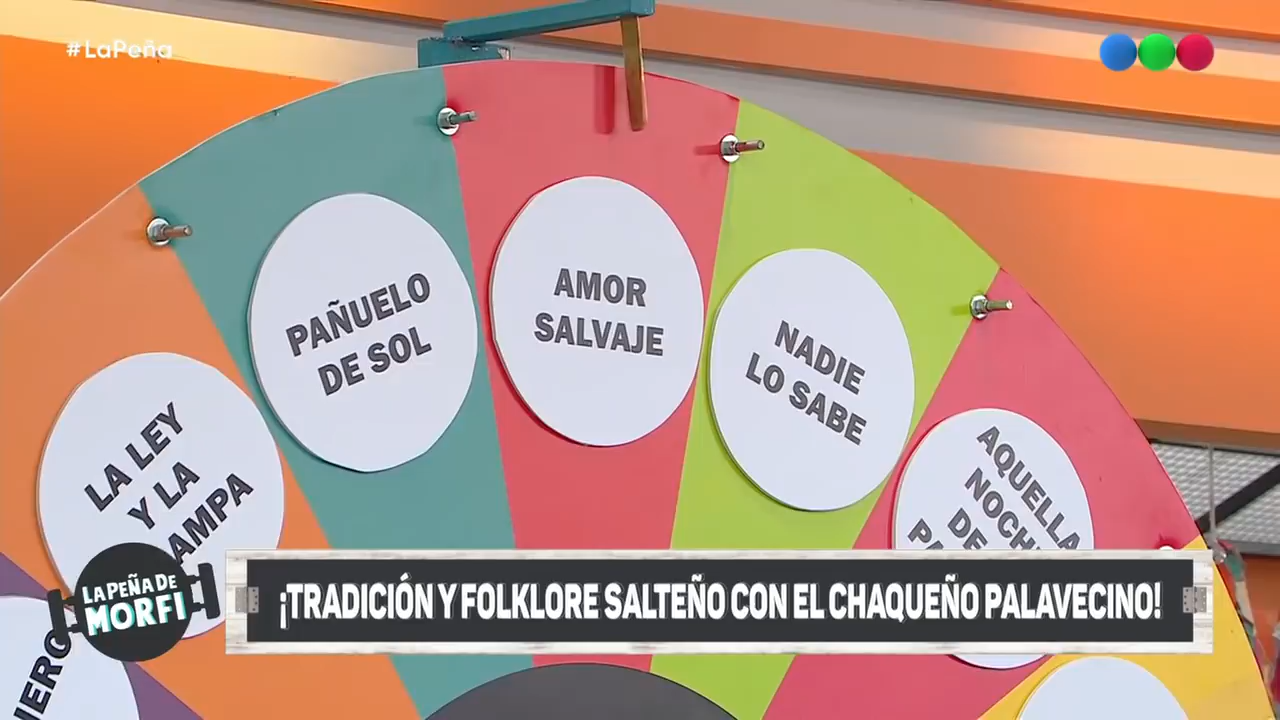 #LaPeña
PAÑUELO
DE SOL
AMOR
SALVAJE
NADIE
LO SABE
LA LEY
Y LA
AQUELLA
DE
LA PEÑA DE
MORFI
¡TRADICIÓN Y FOLKLORE SALTEÑO CON EL CHAQUEÑO PALAVECINO!